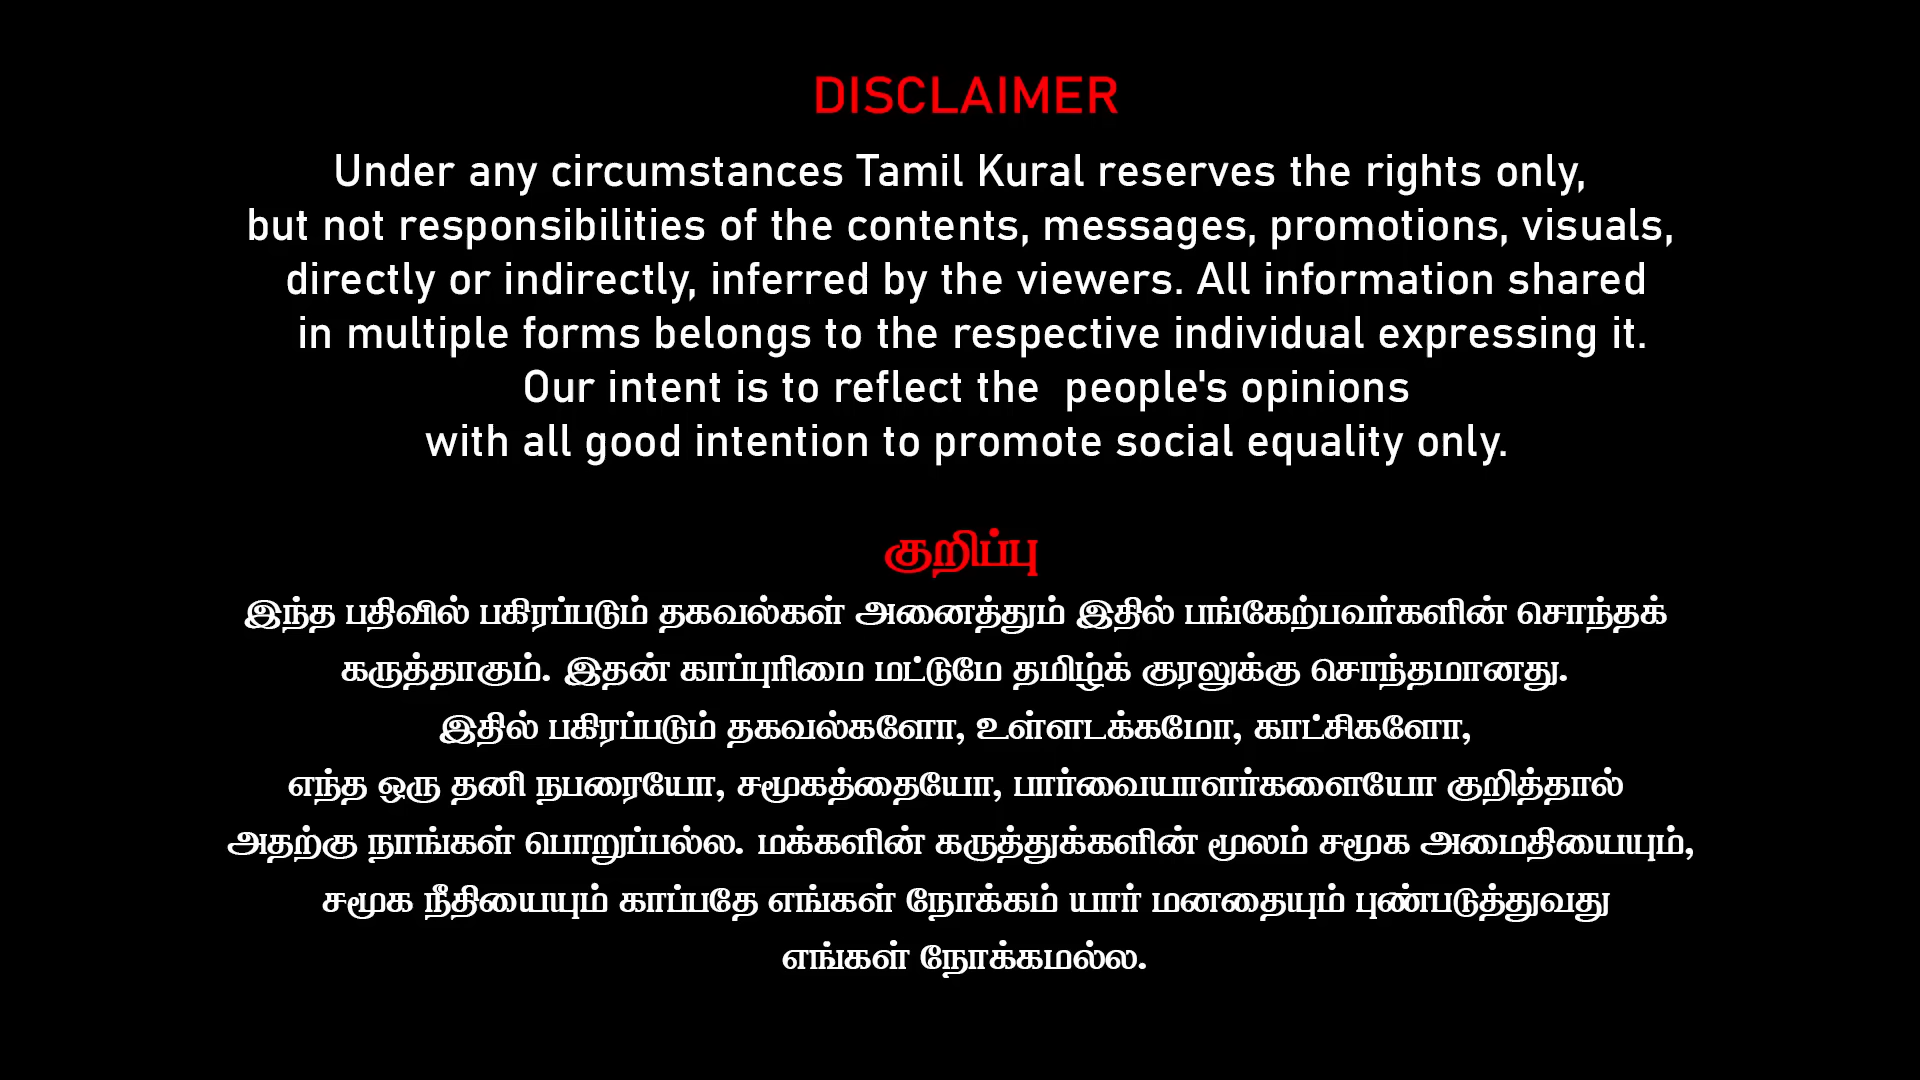 DISCLAIMER
Under any circumstances Tamil Kural reserves the rights only,
but not responsibilities of the contents, messages, promotions, visuals,
directly or indirectly, inferred by the viewers. All information shared
in multiple forms belongs to the respective individual expressing it.
Our intent is to reflect the people's opinions
with all good intention to promote social equality only.
குறிப்பு
இந்த பதிவில் பகிரப்படும் தகவல்கள் அனைத்தும் இதில் பங்கேற்பவர்களின் சொந்தக்
கருத்தாகும். இதன் காப்புரிமை மட்டுமே தமிழ்க் குரலுக்கு சொந்தமானது.
இதில் பகிரப்படும் தகவல்களோ, உள்ளடக்கமோ, காட்சிகளோ,
எந்த ஒரு தனி நபரையோ, சமூகத்தையோ, பார்வையாளர்களையோ குறித்தால்
அதற்கு நாங்கள் பொறுப்பல்ல. மக்களின் கருத்துக்களின் மூலம் சமூக அமைதியையும்,
சமூக நீதியையும் காப்பதே எங்கள் நோக்கம் யார் மனதையும் புண்படுத்துவது
எங்கள் நோக்கமல்ல.